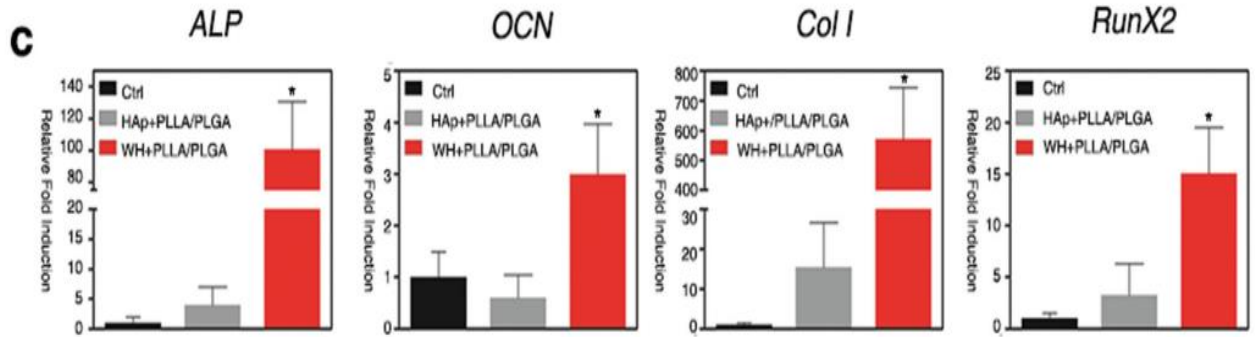 c
ALP
OCN
Col I
RunX2
Relative Fold Induction
140
120
100
80
20
15
10
5
0
Ctrl
HAp+PLLA/PLGA
WH+PLLA/PLGA
*
Relative Fold Induction
5
4
3
2
1
0
Ctrl
HAp+PLLA/PLGA
WH+PLLA/PLGA
*
Relative Fold Induction
800
700
600
500
400
30
20
10
0
Ctrl
HAp+/PLLA/PLGA
WH+PLLA/PLGA
*
Relative Fold Induction
25
20
15
10
5
0
Ctrl
HAp+PLLA/PLGA
WH+PLLA/PLGA
*